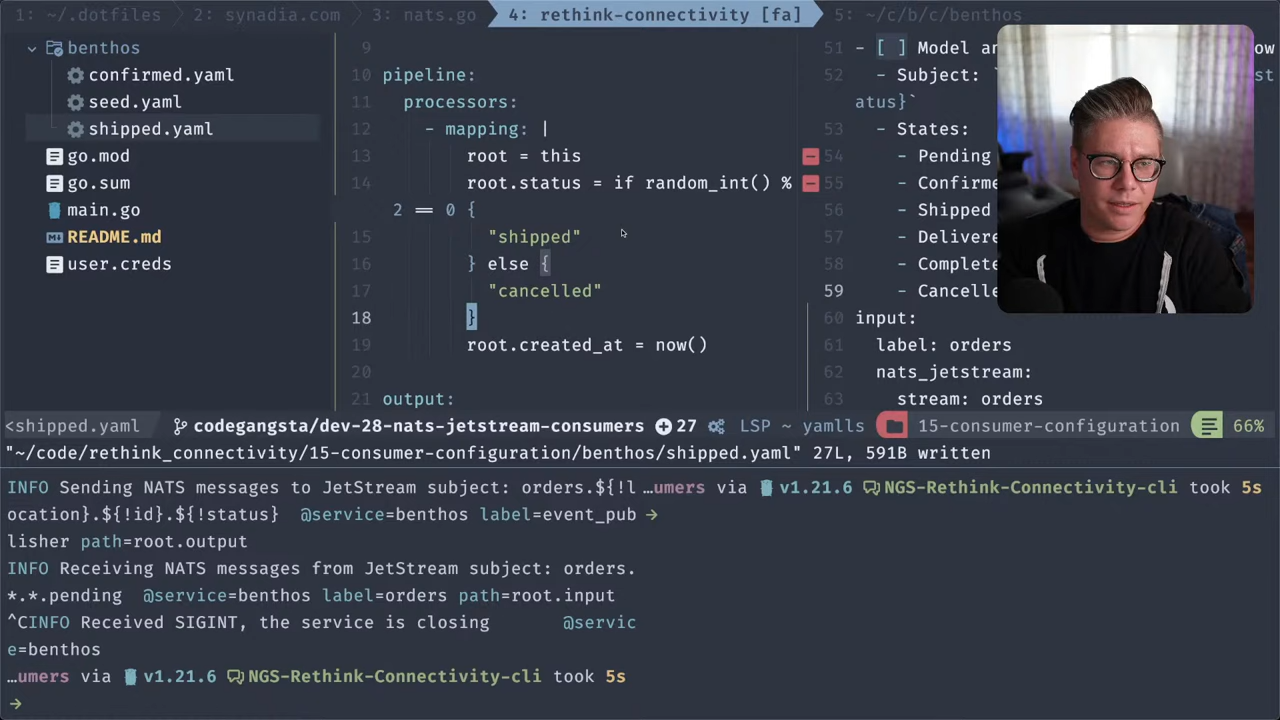 1: ~/.dotfiles
2: synadia.com
3: nats.go
4: rethink-connectivity [fa]
5: ~/c/b/c/benthos
benthos
confirmed.yaml
seed.yaml
shipped.yaml
go.mod
go.sum
main.go
README.md
user.creds
9
10 pipeline:
11 processors:
12 - mapping: |
13 root = this
14 root.status = if random_int() %
2 == 0 {
15 "shipped"
16 } else {
17 "cancelled"
18 }
19 root.created_at = now()
20
21 output:
51 - [ ] Model an
52 - Subject: `
atus}`
53 - States:
54 - Pending
55 - Confirm
56 - Shipped
57 - Delivere
58 - Complete
59 - Cancelle
60 input:
61 label: orders
62 nats_jetstream:
63 stream: orders
<shipped.yaml codegangsta/dev-28-nats-jetstream-consumers 27 LSP ~ yamlls 15-consumer-configuration 66%
"~/code/rethink_connectivity/15-consumer-configuration/benthos/shipped.yaml" 27L, 591B written
INFO Sending NATS messages to JetStream subject: orders.${!l
ocation}.${!id}.${!status} @service=benthos label=event_pub
lisher path=root.output
INFO Receiving NATS messages from JetStream subject: orders.
*.*.pending @service=benthos label=orders path=root.input
^CINFO Received SIGINT, the service is closing @servic
e=benthos
…umers via v1.21.6 NGS-Rethink-Connectivity-cli took 5s
→
…umers via v1.21.6 NGS-Rethink-Connectivity-cli took 5s
→